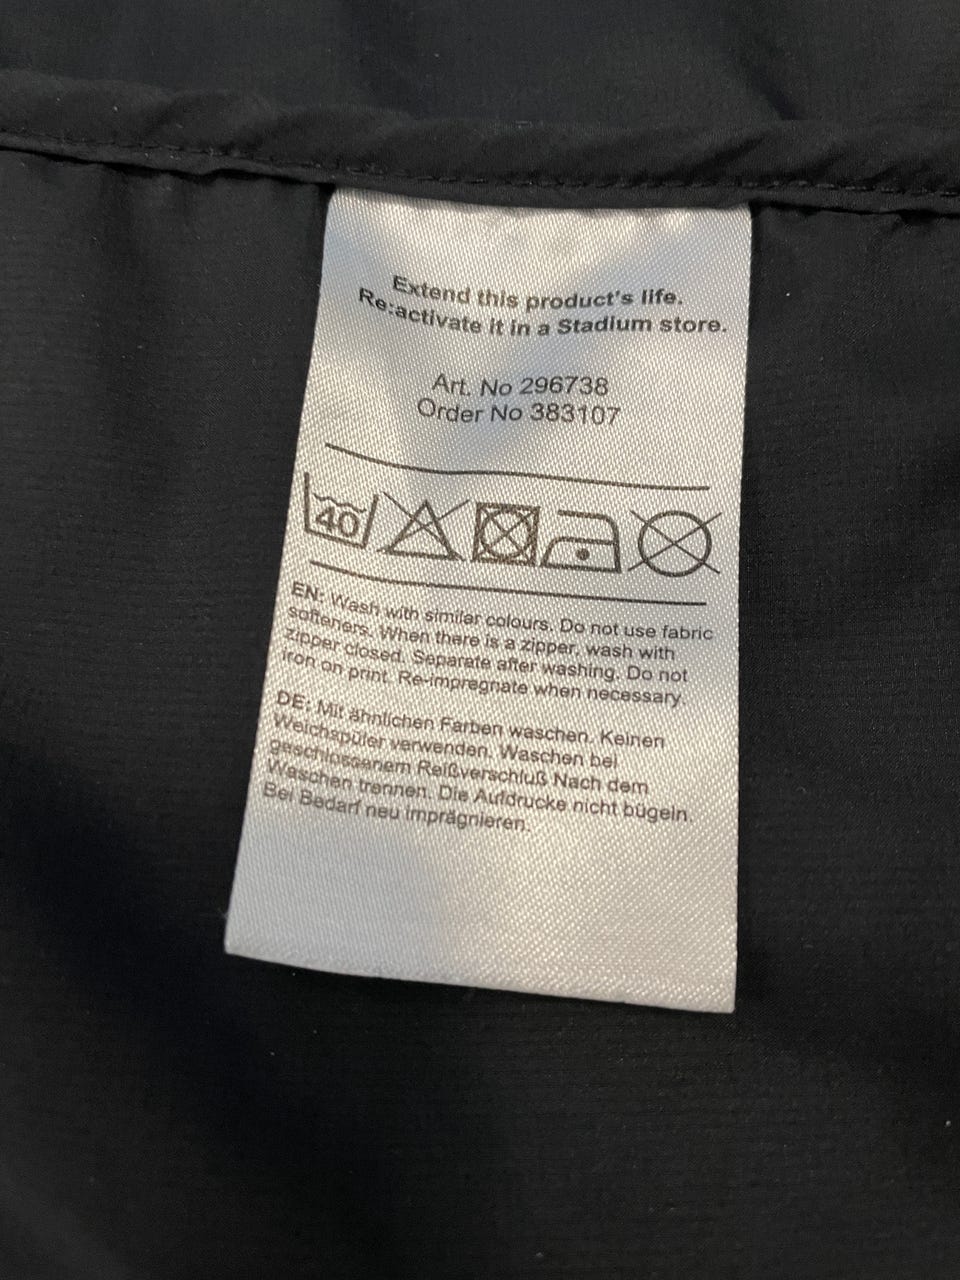 Extend this product's life.
Re:activate it in a Stadium store.
Art. No 296738
Order No 383107
40
EN: Wash with similar colours. Do not use fabric
softeners. When there is a zipper, wash with
zipper closed. Separate after washing. Do not
iron on print. Re-impregnate when necessary.
DE: Mit ähnlichen Farben waschen. Keinen
Weichspüler verwenden. Waschen bei
geschlossenem Reißverschluß Nach dem
Waschen trennen. Die Aufdrucke nicht bügeln.
Bei Bedarf neu imprägnieren.